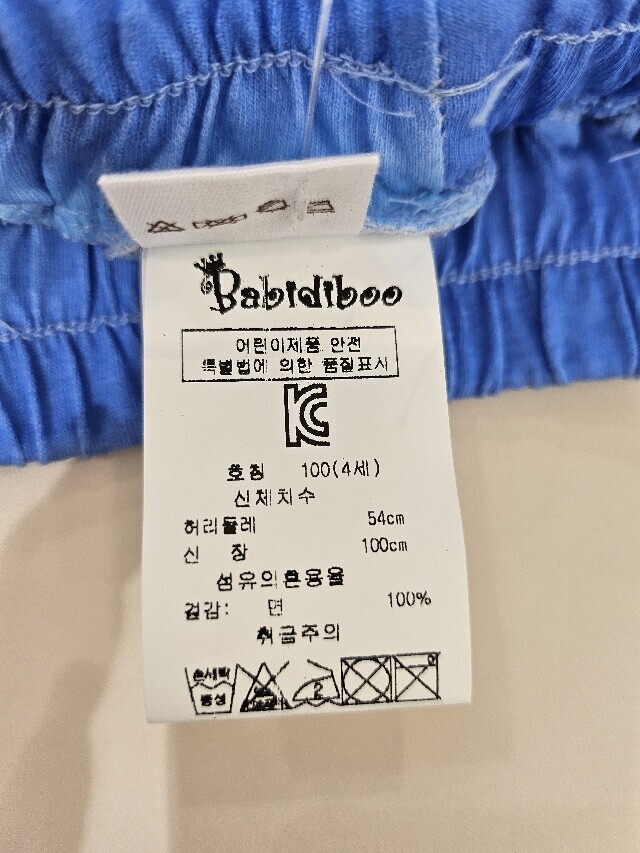 Babidiboo
어린이제품 안전
특별법에 의한 품질표시
KC
호칭 100(4세)
신체치수
허리둘레 54cm
신 장 100cm
섬유의혼용율
겉감: 면 100%
취급주의
손세탁
중성
2